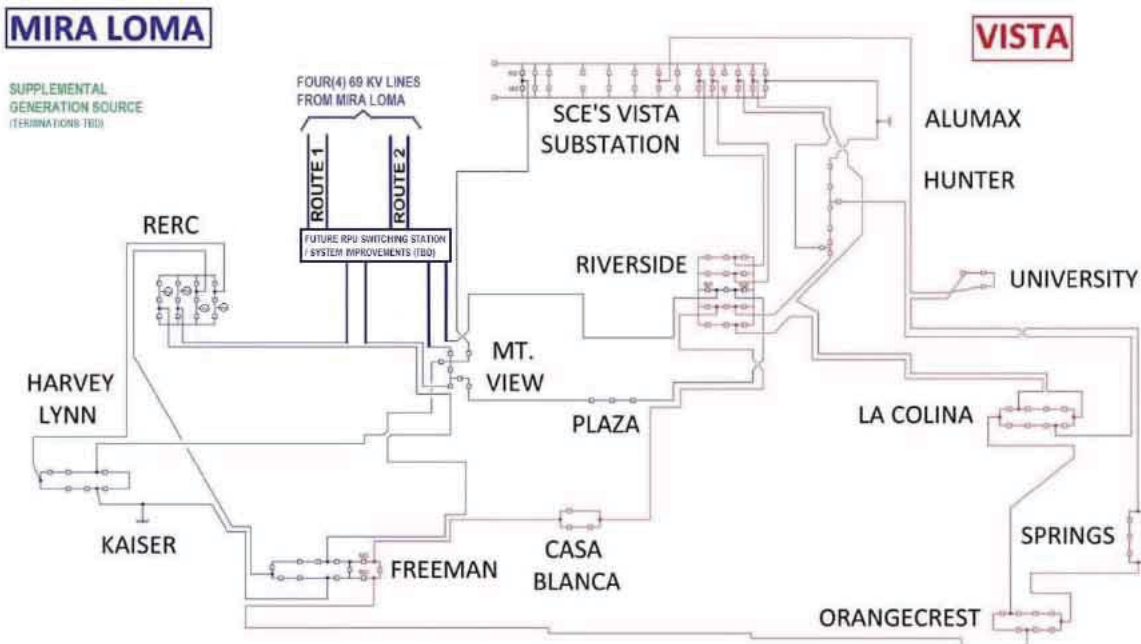 MIRA LOMA
VISTA
SUPPLEMENTAL
GENERATION SOURCE
(TERMINATIONS TBD)
FOUR(4) 69 KV LINES
FROM MIRA LOMA
ROUTE 1
ROUTE 2
SCE'S VISTA
SUBSTATION
ALUMAX
HUNTER
RERC
FUTURE RPU SWITCHING STATION
/ SYSTEM IMPROVEMENTS (TBD)
RIVERSIDE
UNIVERSITY
MT.
VIEW
HARVEY
LYNN
PLAZA
LA COLINA
KAISER
FREEMAN
CASA
BLANCA
SPRINGS
ORANGECREST